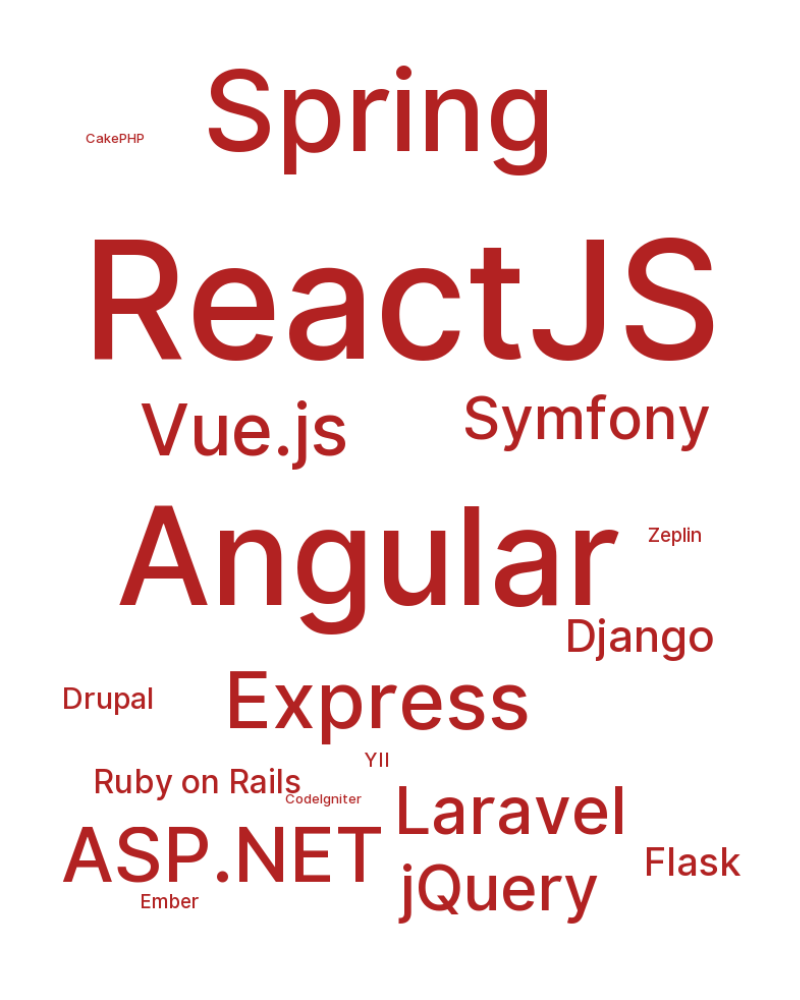 Spring
CakePHP
ReactJS
Vue.js
Symfony
Angular
Zeplin
Django
Drupal
Express
YII
Ruby on Rails
CodeIgniter
Laravel
ASP.NET
Flask
jQuery
Ember